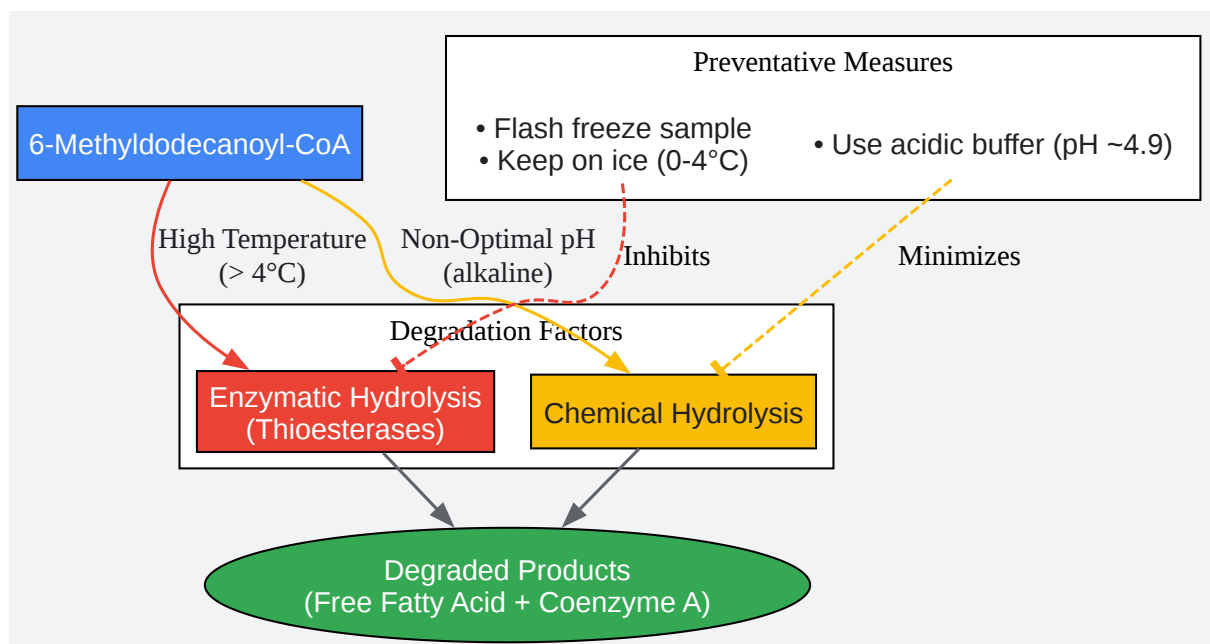 Preventative Measures
6-Methyldodecanoyl-CoA
• Flash freeze sample
• Keep on ice (0-4°C)
• Use acidic buffer (pH ~4.9)
High Temperature
(> 4°C)
Non-Optimal pH
(alkaline)
Inhibits
Minimizes
Degradation Factors
Enzymatic Hydrolysis
(Thioesterases)
Chemical Hydrolysis
Degraded Products
(Free Fatty Acid + Coenzyme A)